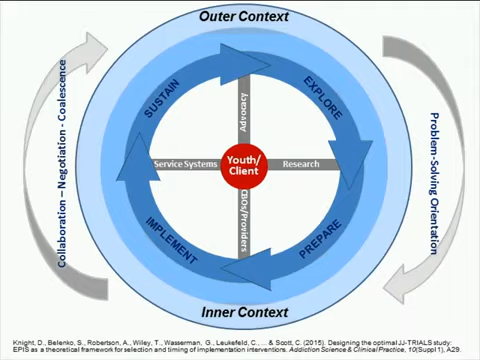 Outer Context
SUSTAIN
EXPLORE
Advocacy
Collaboration – Negotiation - Coalescence
Problem-Solving Orientation
Service Systems
Youth/
Client
Research
CBOs/Providers
IMPLEMENT
PREPARE
Inner Context
Knight, D., Belenko, S., Robertson, A., Wiley, T., Wasserman, G., Leukefeld, C., ... & Scott, C. (2015). Designing the optimal JJ-TRIALS study:
EPIS as a theoretical framework for selection and timing of implementation interventions. Addiction Science & Clinical Practice, 10(Suppl 1), A29.